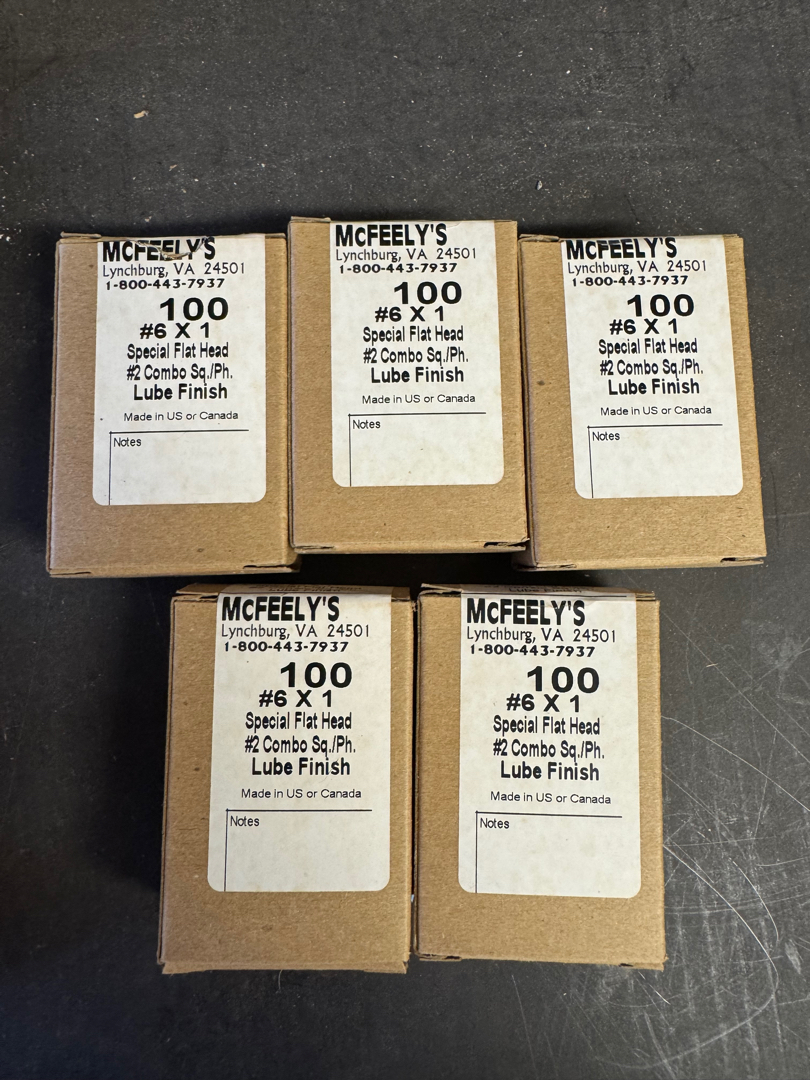 McFEELY'S
Lynchburg, VA 24501
1-800-443-7937
100
#6 X 1
Special Flat Head
#2 Combo Sq./Ph.
Lube Finish
Made in US or Canada
Notes
McFEELY'S
Lynchburg, VA 24501
1-800-443-7937
100
#6 X 1
Special Flat Head
#2 Combo Sq./Ph.
Lube Finish
Made in US or Canada
Notes
McFEELY'S
Lynchburg, VA 24501
1-800-443-7937
100
#6 X 1
Special Flat Head
#2 Combo Sq./Ph.
Lube Finish
Made in US or Canada
Notes
McFEELY'S
Lynchburg, VA 24501
1-800-443-7937
100
#6 X 1
Special Flat Head
#2 Combo Sq./Ph.
Lube Finish
Made in US or Canada
Notes
McFEELY'S
Lynchburg, VA 24501
1-800-443-7937
100
#6 X 1
Special Flat Head
#2 Combo Sq./Ph.
Lube Finish
Made in US or Canada
Notes